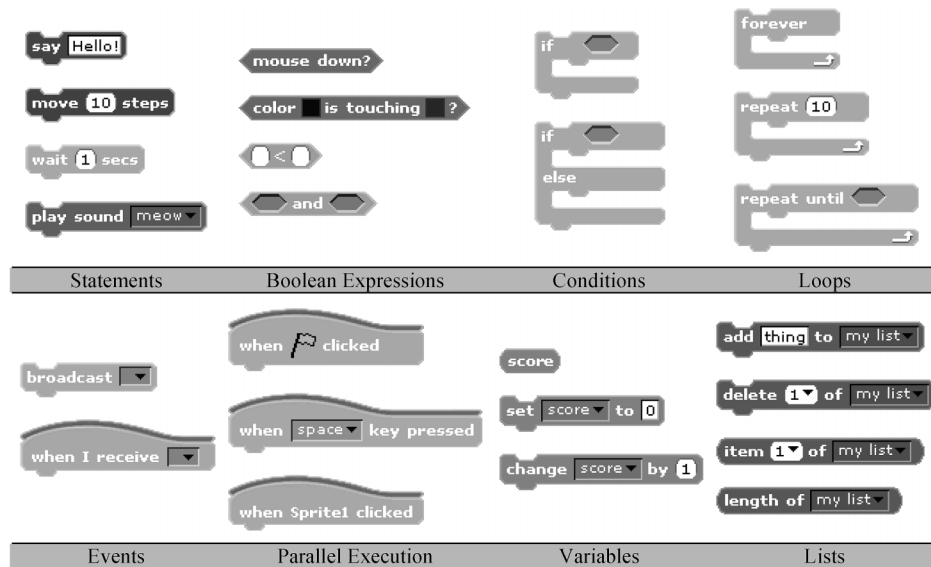 say Hello!
move 10 steps
wait 1 secs
play sound meow
mouse down?
color is touching ?
<
and
if
if
else
forever
repeat 10
repeat until
Statements
Boolean Expressions
Conditions
Loops
broadcast
when I receive
when clicked
when space key pressed
when Sprite1 clicked
score
set score to 0
change score by 1
add thing to my list
delete 1 of my list
item 1 of my list
length of my list
Events
Parallel Execution
Variables
Lists